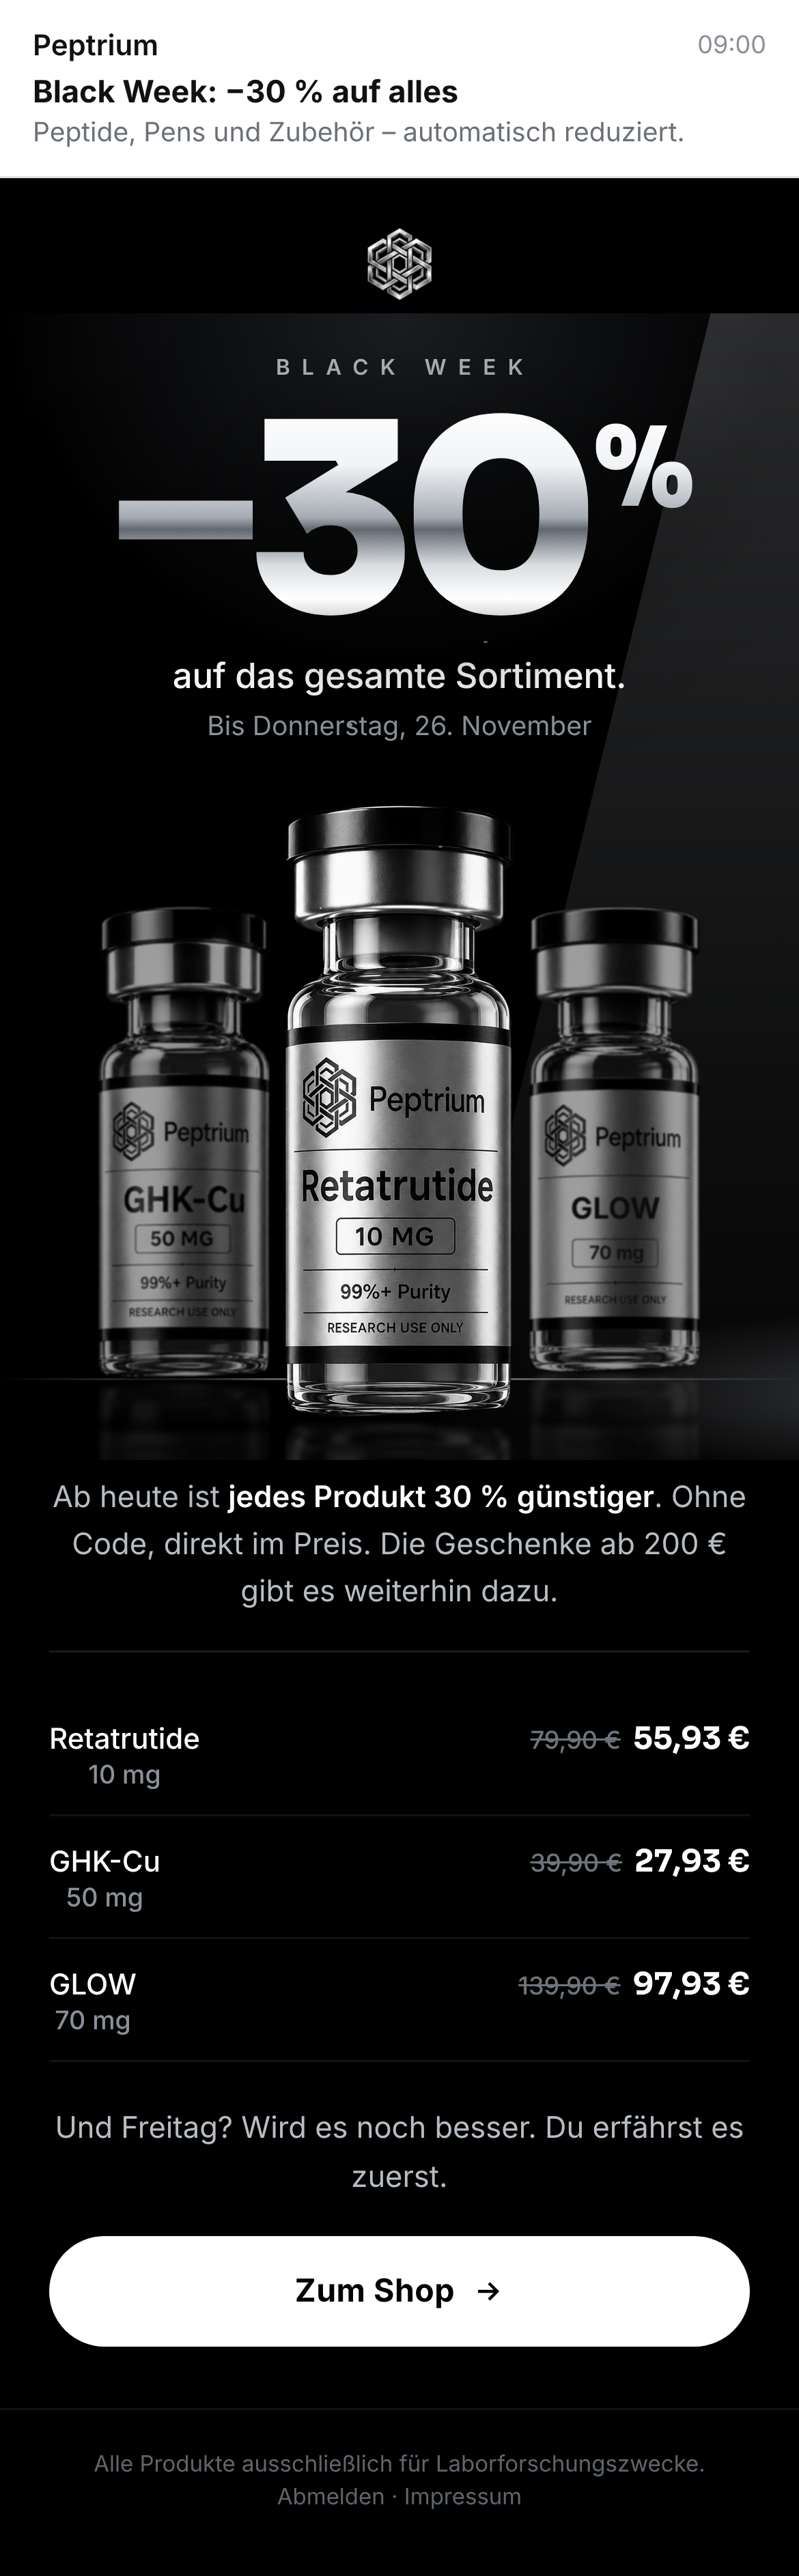 Peptrium
09:00
Black Week: −30 % auf alles
Peptide, Pens und Zubehör – automatisch reduziert.
BLACK WEEK
−30%
auf das gesamte Sortiment.
Bis Donnerstag, 26. November
Peptrium
GHK-Cu
50 MG
99%+ Purity
RESEARCH USE ONLY
Peptrium
Retatrutide
10 MG
99%+ Purity
RESEARCH USE ONLY
Peptrium
GLOW
70 mg
RESEARCH USE ONLY
Ab heute ist jedes Produkt 30 % günstiger. Ohne
Code, direkt im Preis. Die Geschenke ab 200 €
gibt es weiterhin dazu.
Retatrutide 79,90 € 55,93 €
10 mg
GHK-Cu 39,90 € 27,93 €
50 mg
GLOW 139,90 € 97,93 €
70 mg
Und Freitag? Wird es noch besser. Du erfährst es
zuerst.
Zum Shop →
Alle Produkte ausschließlich für Laborforschungszwecke.
Abmelden · Impressum